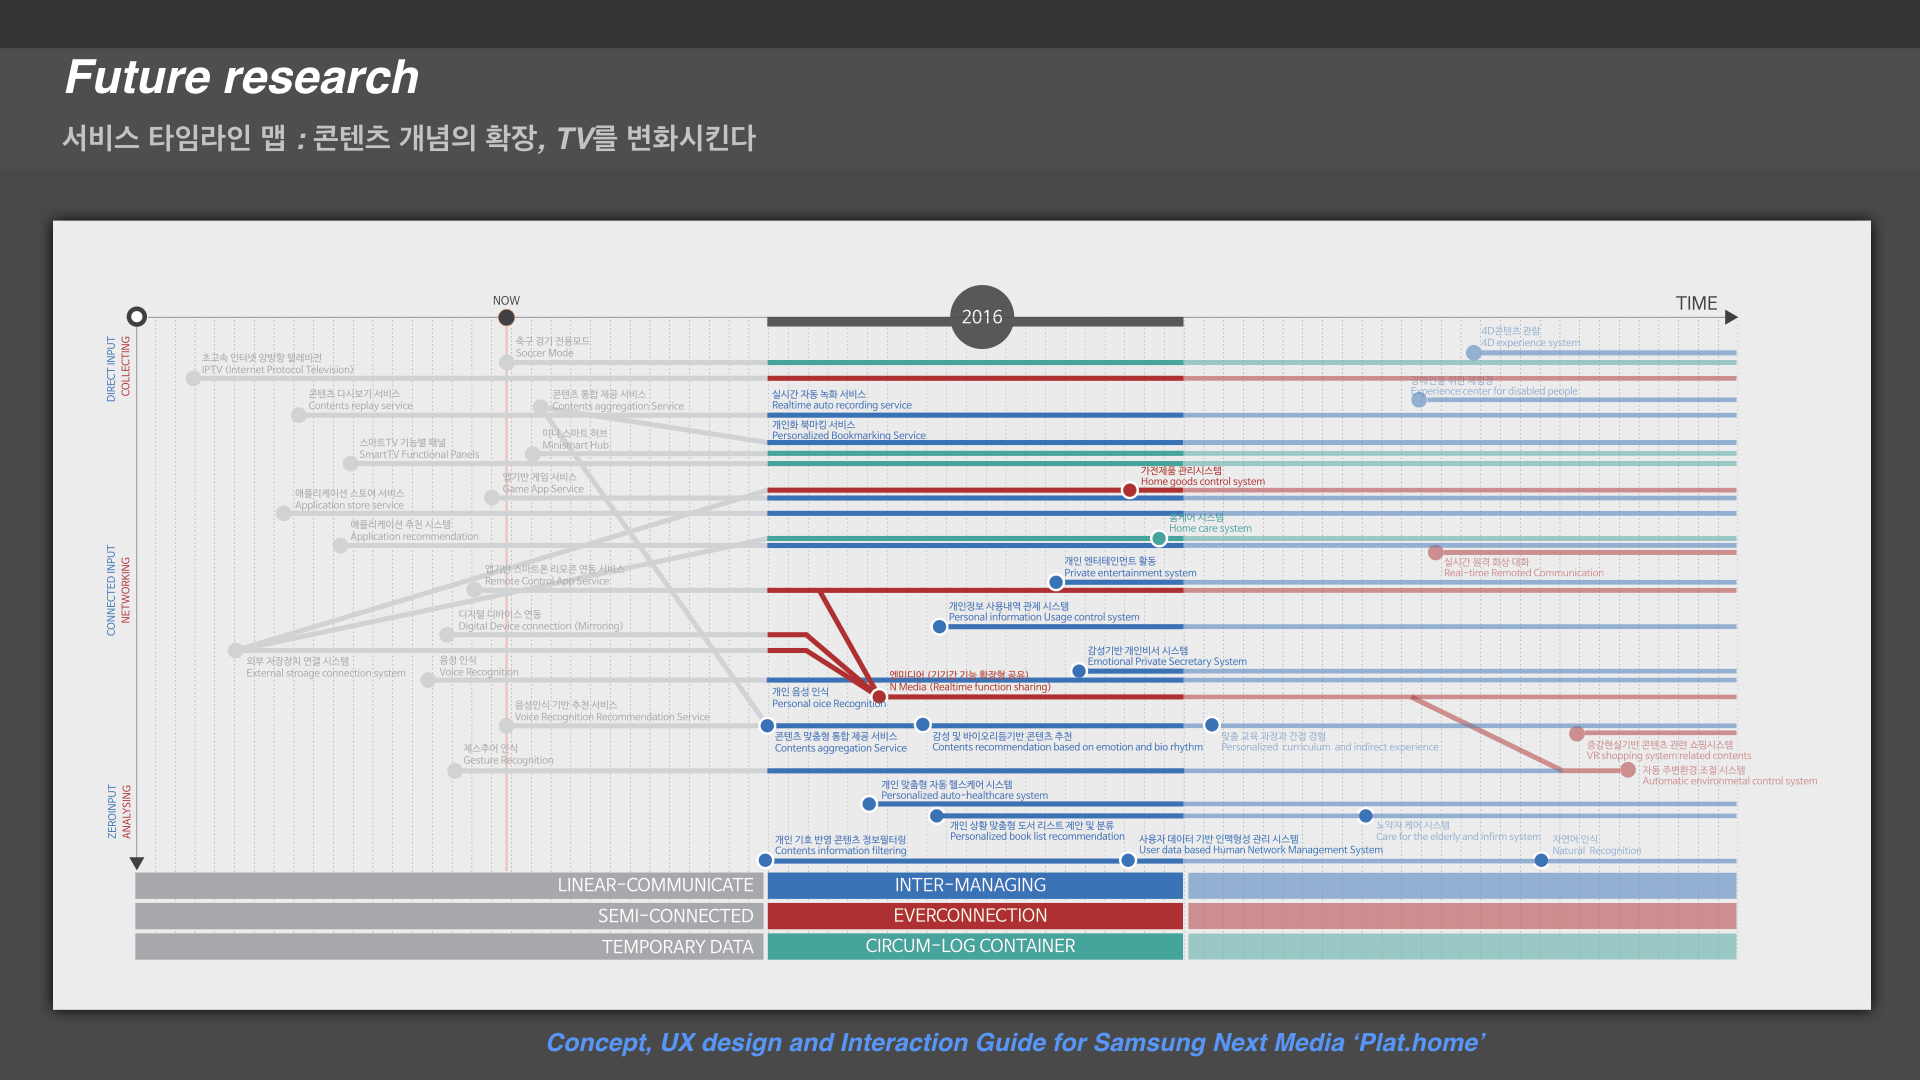 Future research
서비스 타임라인 맵 : 콘텐츠 개념의 확장, TV를 변화시킨다
NOW
2016
TIME
DIRECT INPUT
COLLECTING
CONNECTED INPUT
NETWORKING
ZEROINPUT
ANALYSING
초고속 인터넷 양방향 텔레비전
IPTV (Internet Protocol Television)
축구 경기 전용모드
Soccer Mode
콘텐츠 다시보기 서비스
Contents replay service
콘텐츠 통합 제공 서비스
Contents aggregation Service
미니 스마트 허브
Minismart Hub
스마트TV 기능별 패널
SmartTV Functional Panels
앱기반 게임 서비스
Game App Service
애플리케이션 스토어 서비스
Application store service
애플리케이션 추천 시스템
Application recommendation
앱기반 스마트폰 리모콘 연동 서비스
Remote Control App Service
디지털 디바이스 연동
Digital Device connection (Mirroring)
외부 저장장치 연결 시스템
External stroage connection system
음성 인식
Voice Recognition
음성인식 기반 추천 서비스
Voice Recognition Recommendation Service
제스추어 인식
Gesture Recognition
실시간 자동 녹화 서비스
Realtime auto recording service
개인화 북마킹 서비스
Personalized Bookmarking Service
가전제품 관리시스템
Home goods control system
홈케어 시스템
Home care system
개인 엔터테인먼트 활동
Private entertainment system
개인정보 사용내역 관제 시스템
Personal information Usage control system
감성기반 개인비서 시스템
Emotional Private Secretary System
엔미디어 (기기간 기능 확장형 공유)
N Media (Realtime function sharing)
개인 음성 인식
Personal oice Recognition
콘텐츠 맞춤형 통합 제공 서비스
Contents aggregation Service
감성 및 바이오리듬기반 콘텐츠 추천
Contents recommendation based on emotion and bio rhythm
맞춤 교육 과정과 간접 경험
Personalized curriculum and indirect experience
개인 맞춤형 자동 헬스케어 시스템
Personalized auto-healthcare system
개인 상황 맞춤형 도서 리스트 제안 및 분류
Personalized book list recommendation
개인 기호 반영 콘텐츠 정보필터링
Contents information filtering
사용자 데이터 기반 인맥형성 관리 시스템
User data based Human Network Management System
노약자 케어 시스템
Care for the elderly and infirm system
자연어 인식
Natural Recognition
4D콘텐츠 관람
4D experience system
Experience center for disabled people
실시간 원격 화상 대화
Real-time Remoted Communication
증강현실기반 콘텐츠 관련 쇼핑시스템
VR shopping system related contents
자동 주변환경 조절 시스템
Automatic environmetal control system
LINEAR-COMMUNICATE
INTER-MANAGING
SEMI-CONNECTED
EVERCONNECTION
TEMPORARY DATA
CIRCUM-LOG CONTAINER
Concept, UX design and Interaction Guide for Samsung Next Media ‘Plat.home’